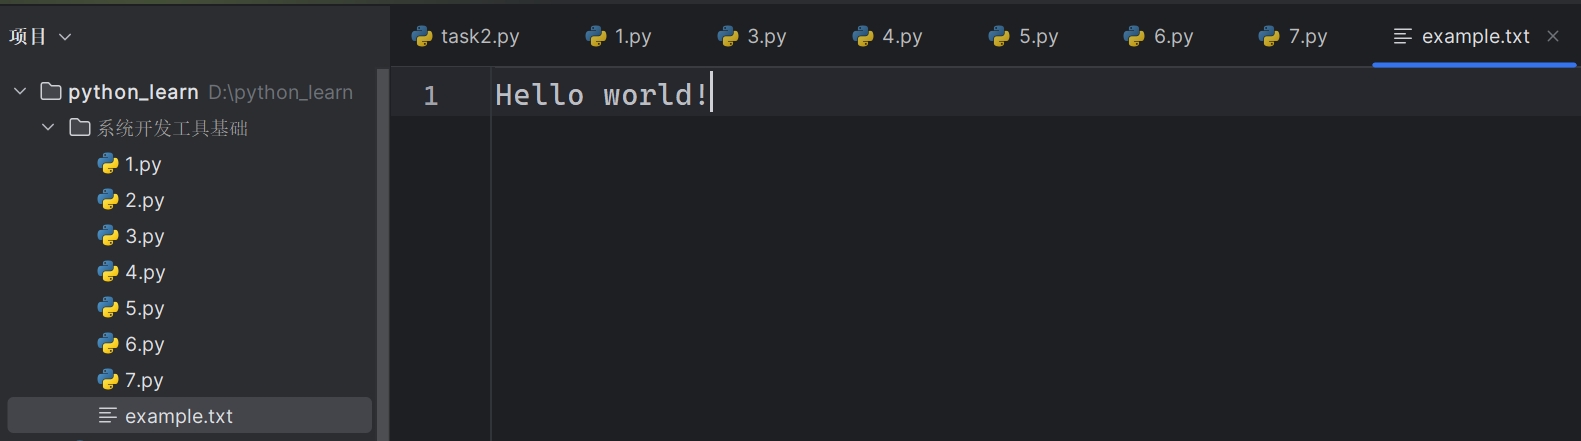 项目
task2.py 1.py 3.py 4.py 5.py 6.py 7.py example.txt
python_learn D:\python_learn
系统开发工具基础
1.py
2.py
3.py
4.py
5.py
6.py
7.py
example.txt
1 Hello world!